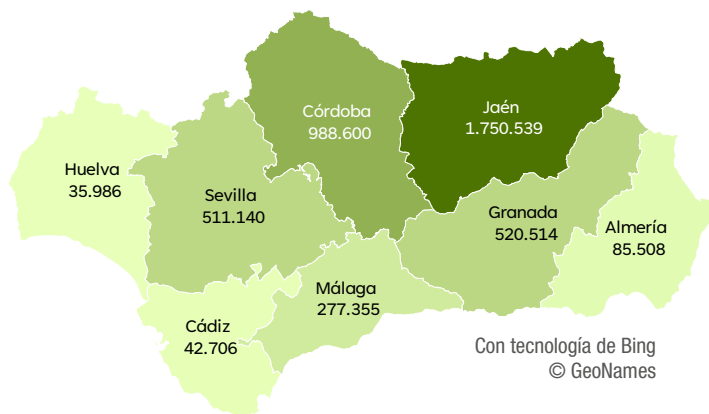 Córdoba
988.600
Jaén
1.750.539
Huelva
35.986
Sevilla
511.140
Granada
520.514
Almería
85.508
Málaga
277.355
Cádiz
42.706
Con tecnología de Bing
© GeoNames